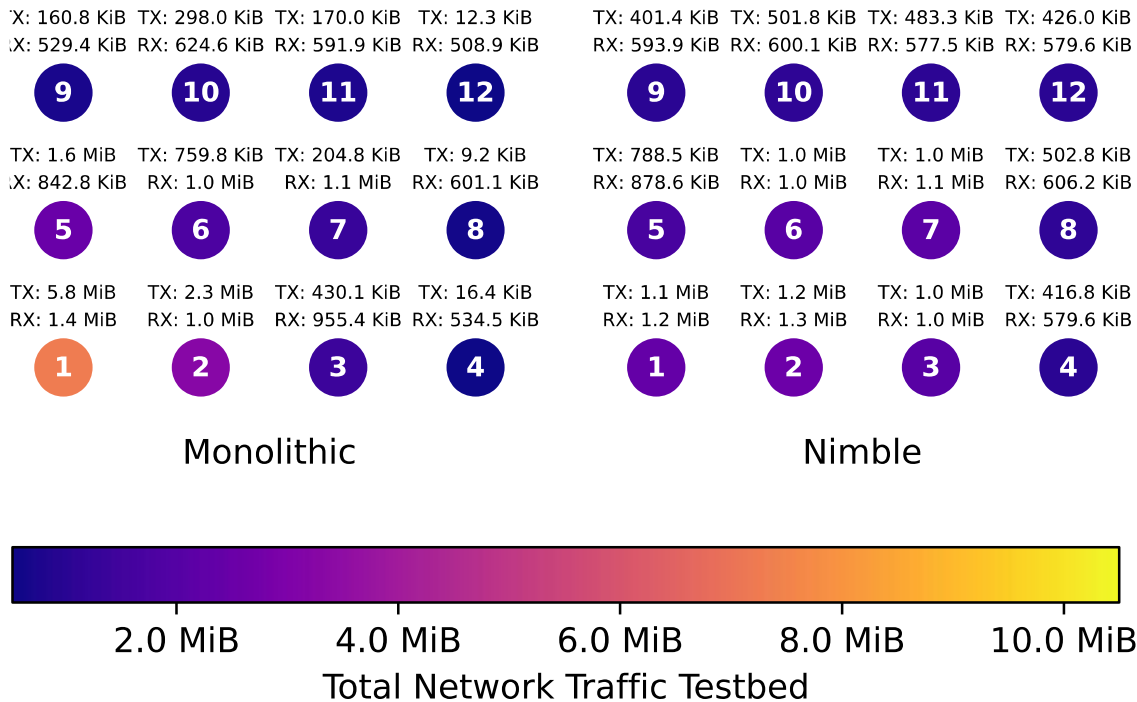 X: 160.8 KiB TX: 298.0 KiB TX: 170.0 KiB TX: 12.3 KiB TX: 401.4 KiB TX: 501.8 KiB TX: 483.3 KiB TX: 426.0 KiB
X: 529.4 KiB RX: 624.6 KiB RX: 591.9 KiB RX: 508.9 KiB RX: 593.9 KiB RX: 600.1 KiB RX: 577.5 KiB RX: 579.6 KiB
9 10 11 12 9 10 11 12
TX: 1.6 MiB TX: 759.8 KiB TX: 204.8 KiB TX: 9.2 KiB TX: 788.5 KiB TX: 1.0 MiB TX: 1.0 MiB TX: 502.8 KiB
X: 842.8 KiB RX: 1.0 MiB RX: 1.1 MiB RX: 601.1 KiB RX: 878.6 KiB RX: 1.0 MiB RX: 1.1 MiB RX: 606.2 KiB
5 6 7 8 5 6 7 8
TX: 5.8 MiB TX: 2.3 MiB TX: 430.1 KiB TX: 16.4 KiB TX: 1.1 MiB TX: 1.2 MiB TX: 1.0 MiB TX: 416.8 KiB
RX: 1.4 MiB RX: 1.0 MiB RX: 955.4 KiB RX: 534.5 KiB RX: 1.2 MiB RX: 1.3 MiB RX: 1.0 MiB RX: 579.6 KiB
1 2 3 4 1 2 3 4
Monolithic Nimble
2.0 MiB 4.0 MiB 6.0 MiB 8.0 MiB 10.0 MiB
Total Network Traffic Testbed